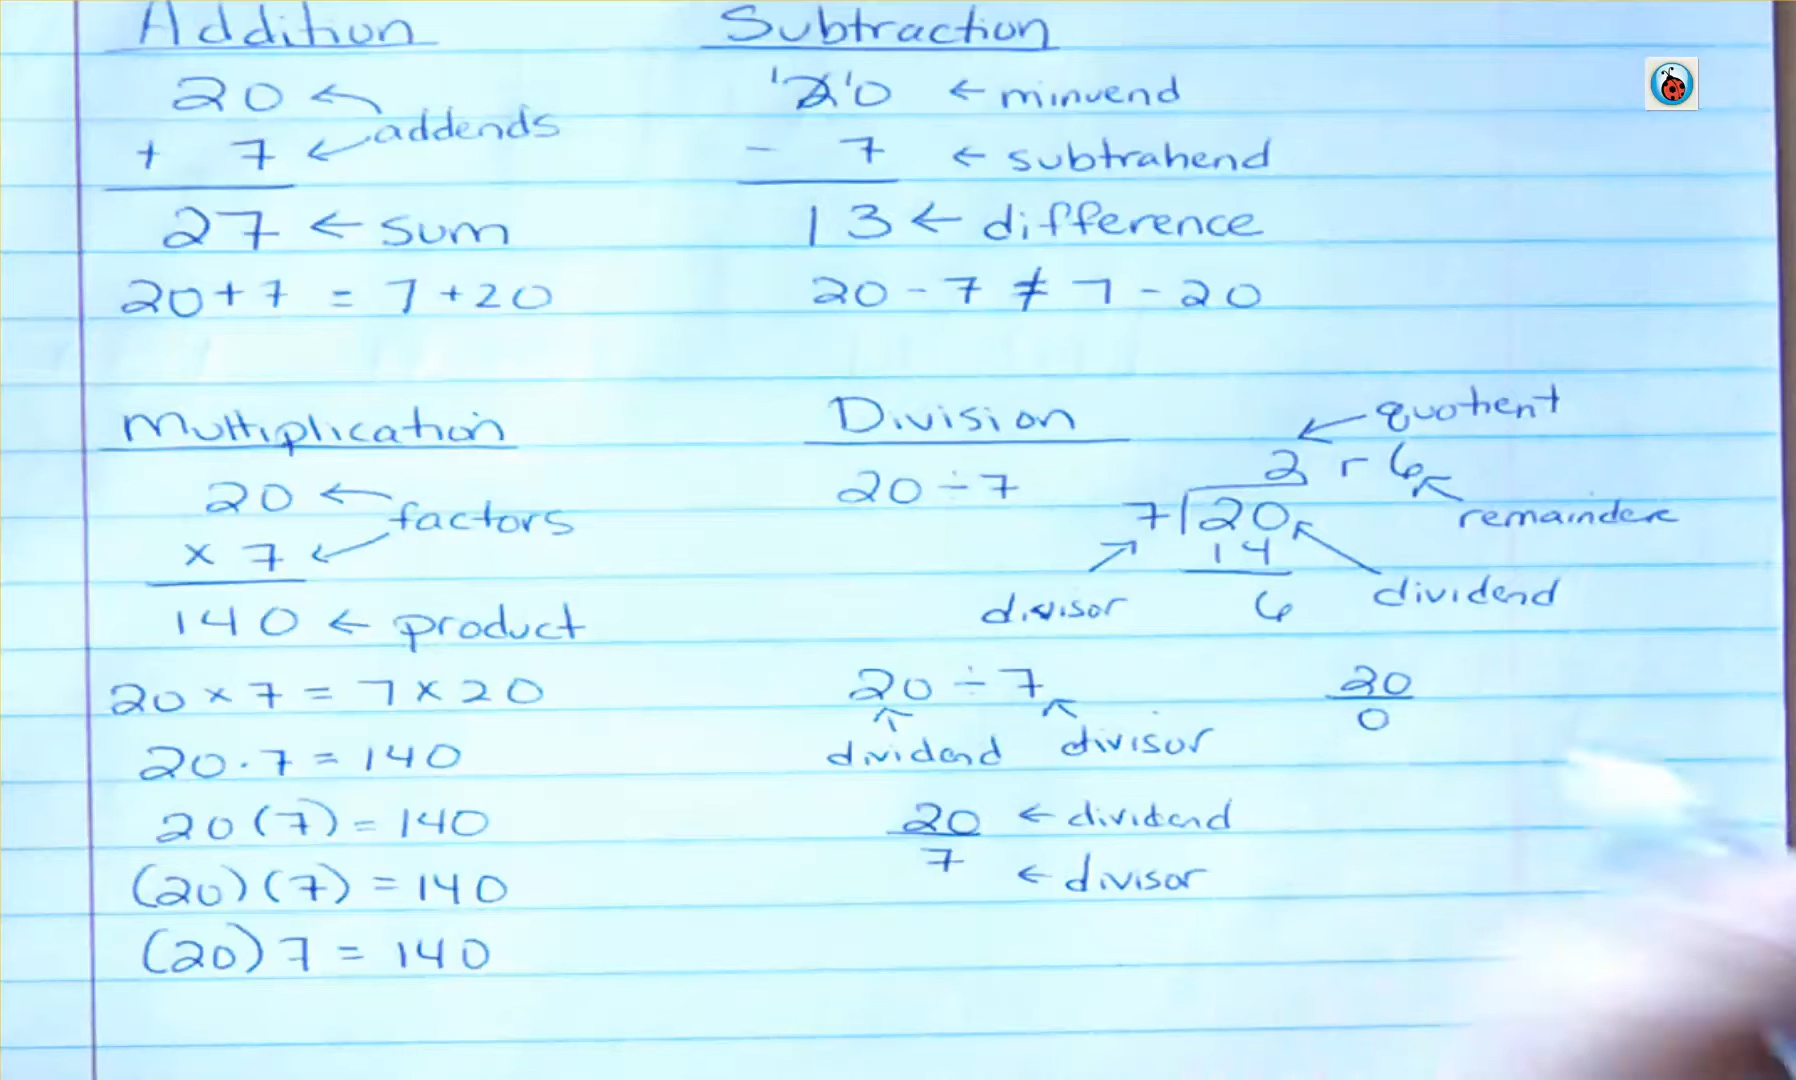 Addition
20 ←
+ 7 ← addends
27 ← sum
20 + 7 = 7 + 20
Subtraction
¹2̸ ¹0 ← minuend
- 7 ← subtrahend
13 ← difference
20 - 7 ≠ 7 - 20
Multiplication
20 ←
× 7 ← factors
140 ← product
20 × 7 = 7 × 20
20 · 7 = 140
20 (7) = 140
(20) (7) = 140
(20) 7 = 140
Division
20 ÷ 7
quotient
2 r 6
remainder
7 20
14
6
divisor
dividend
20 ÷ 7
dividend divisor
20 ← dividend
7 ← divisor
20
0